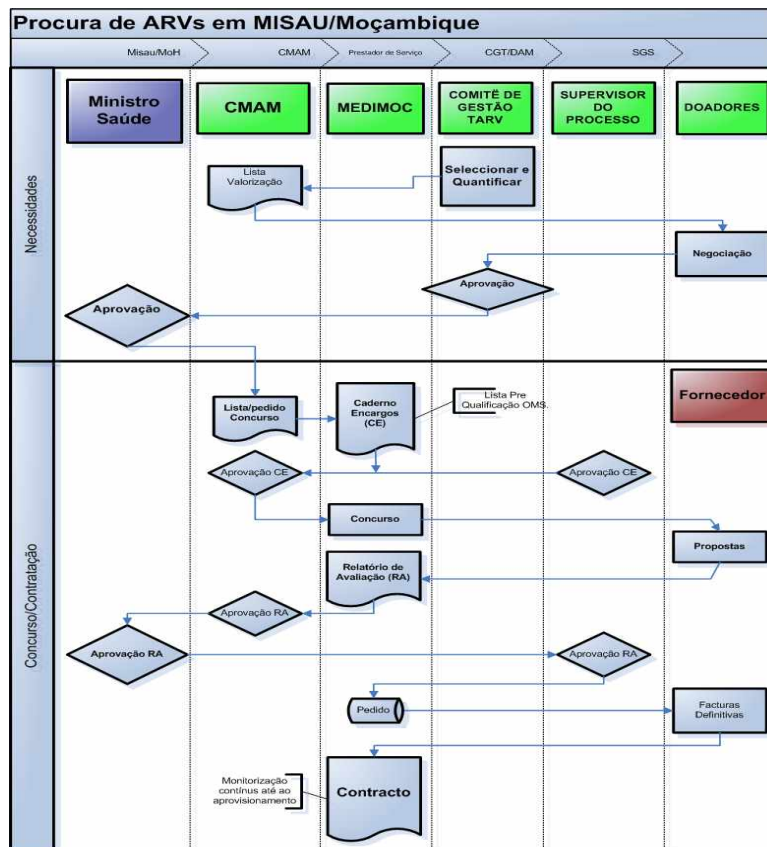 Procura de ARVs em MISAU/Moçambique
Misau/MoH
CMAM
Prestador de Serviço
CGT/DAM
SGS
Necessidades
Ministro
Saúde
CMAM
MEDIMOC
COMITË DE
GESTÃO
TARV
SUPERVISOR
DO
PROCESSO
DOADORES
Lista
Valorização
Seleccionar e
Quantificar
Negociação
Aprovação
Aprovação
Concurso/Contratação
Lista/pedido
Concurso
Caderno
Encargos
(CE)
Lista Pre
Qualificação OMS.
Fornecedor
Aprovação CE
Aprovação CE
Concurso
Propostas
Relatório de
Avaliação (RA)
Aprovação RA
Aprovação RA
Aprovação RA
Pedido
Facturas
Definitivas
Monitorização
contínus até ao
aprovisionamento
Contracto